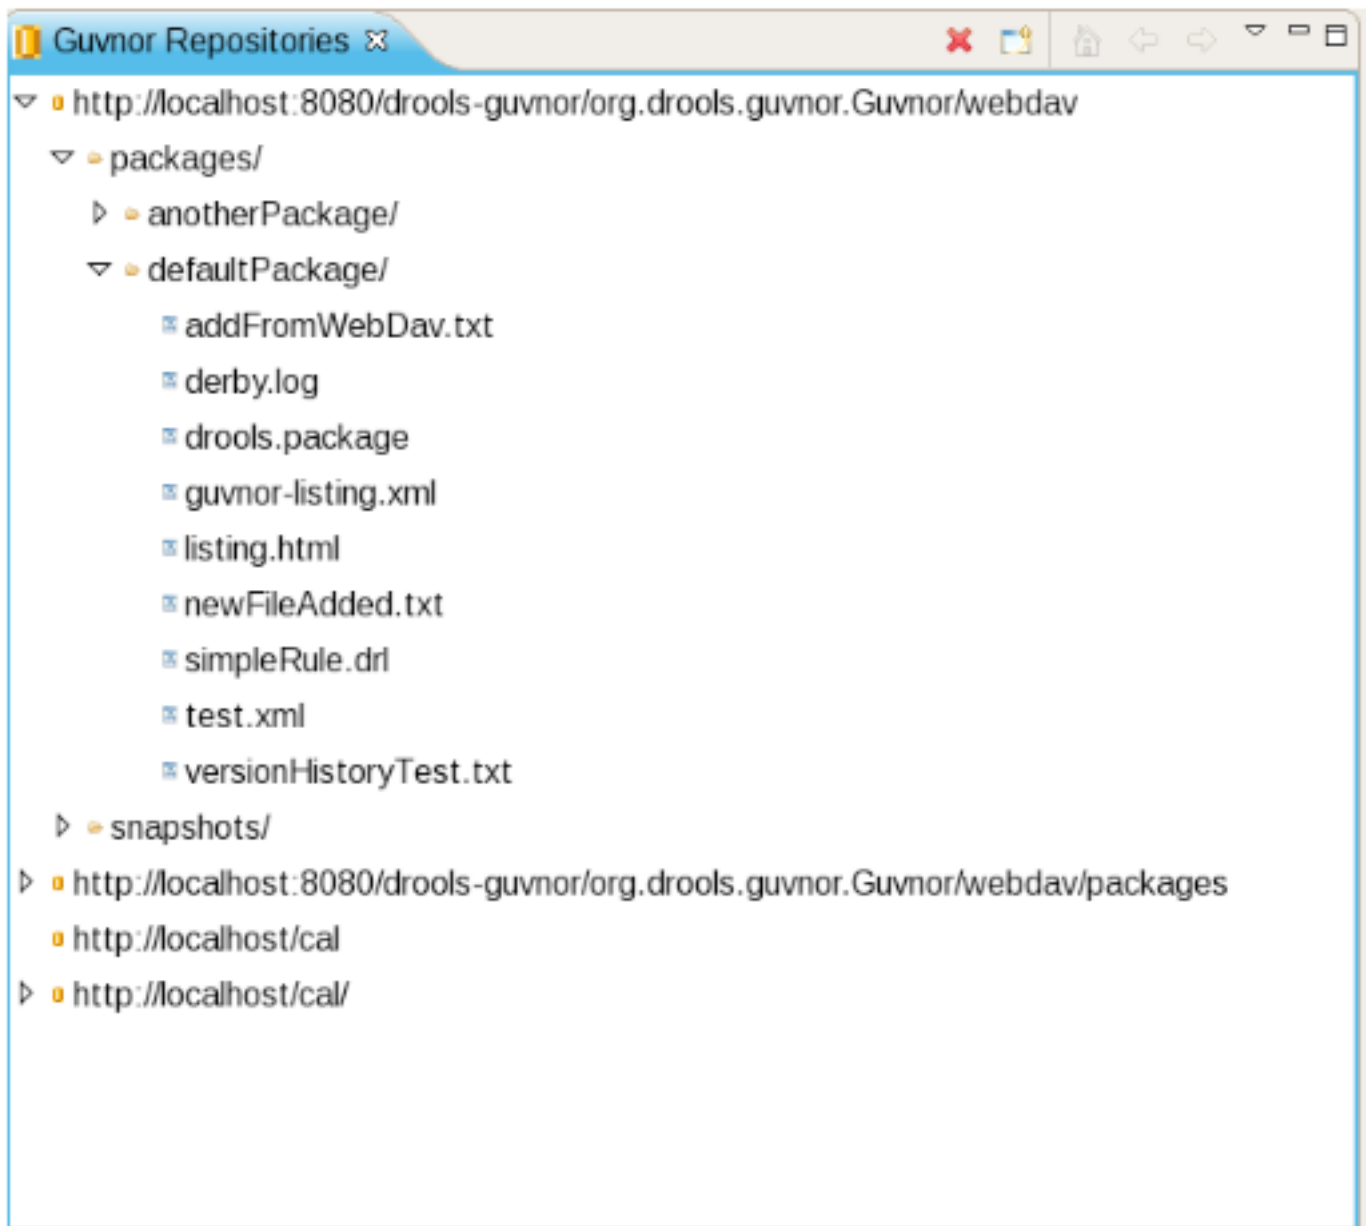 Guvnor Repositories
http://localhost:8080/drools-guvnor/org.drools.guvnor.Guvnor/webdav
packages/
anotherPackage/
defaultPackage/
addFromWebDav.txt
derby.log
drools.package
guvnor-listing.xml
listing.html
newFileAdded.txt
simpleRule.drl
test.xml
versionHistoryTest.txt
snapshots/
http://localhost:8080/drools-guvnor/org.drools.guvnor.Guvnor/webdav/packages
http://localhost/cal
http://localhost/cal/